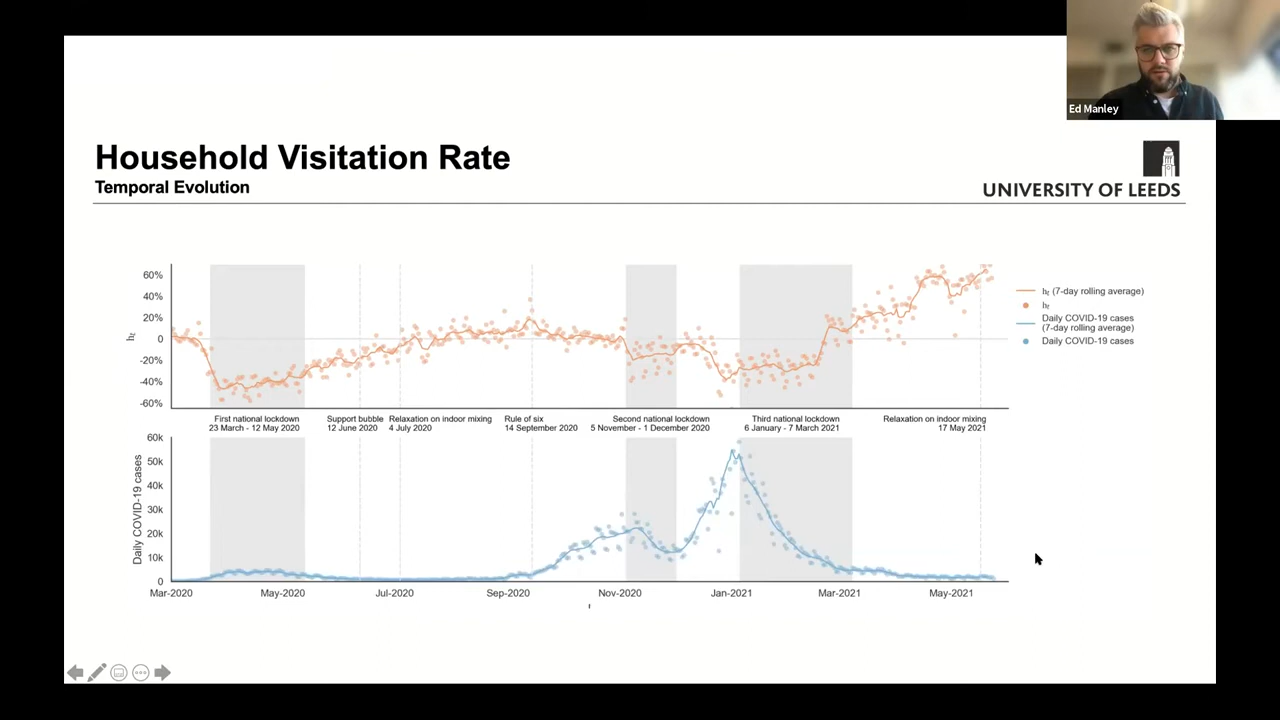 Ed Manley
Household Visitation Rate
Temporal Evolution
UNIVERSITY OF LEEDS
60%
40%
20%
0
-20%
-40%
-60%
hₜ
hₜ (7-day rolling average)
hₜ
Daily COVID-19 cases
(7-day rolling average)
Daily COVID-19 cases
First national lockdown
23 March - 12 May 2020
Support bubble
12 June 2020
Relaxation on indoor mixing
4 July 2020
Rule of six
14 September 2020
Second national lockdown
5 November - 1 December 2020
Third national lockdown
6 January - 7 March 2021
Relaxation on indoor mixing
17 May 2021
60k
50k
40k
30k
20k
10k
0
Daily COVID-19 cases
Mar-2020 May-2020 Jul-2020 Sep-2020 Nov-2020 Jan-2021 Mar-2021 May-2021